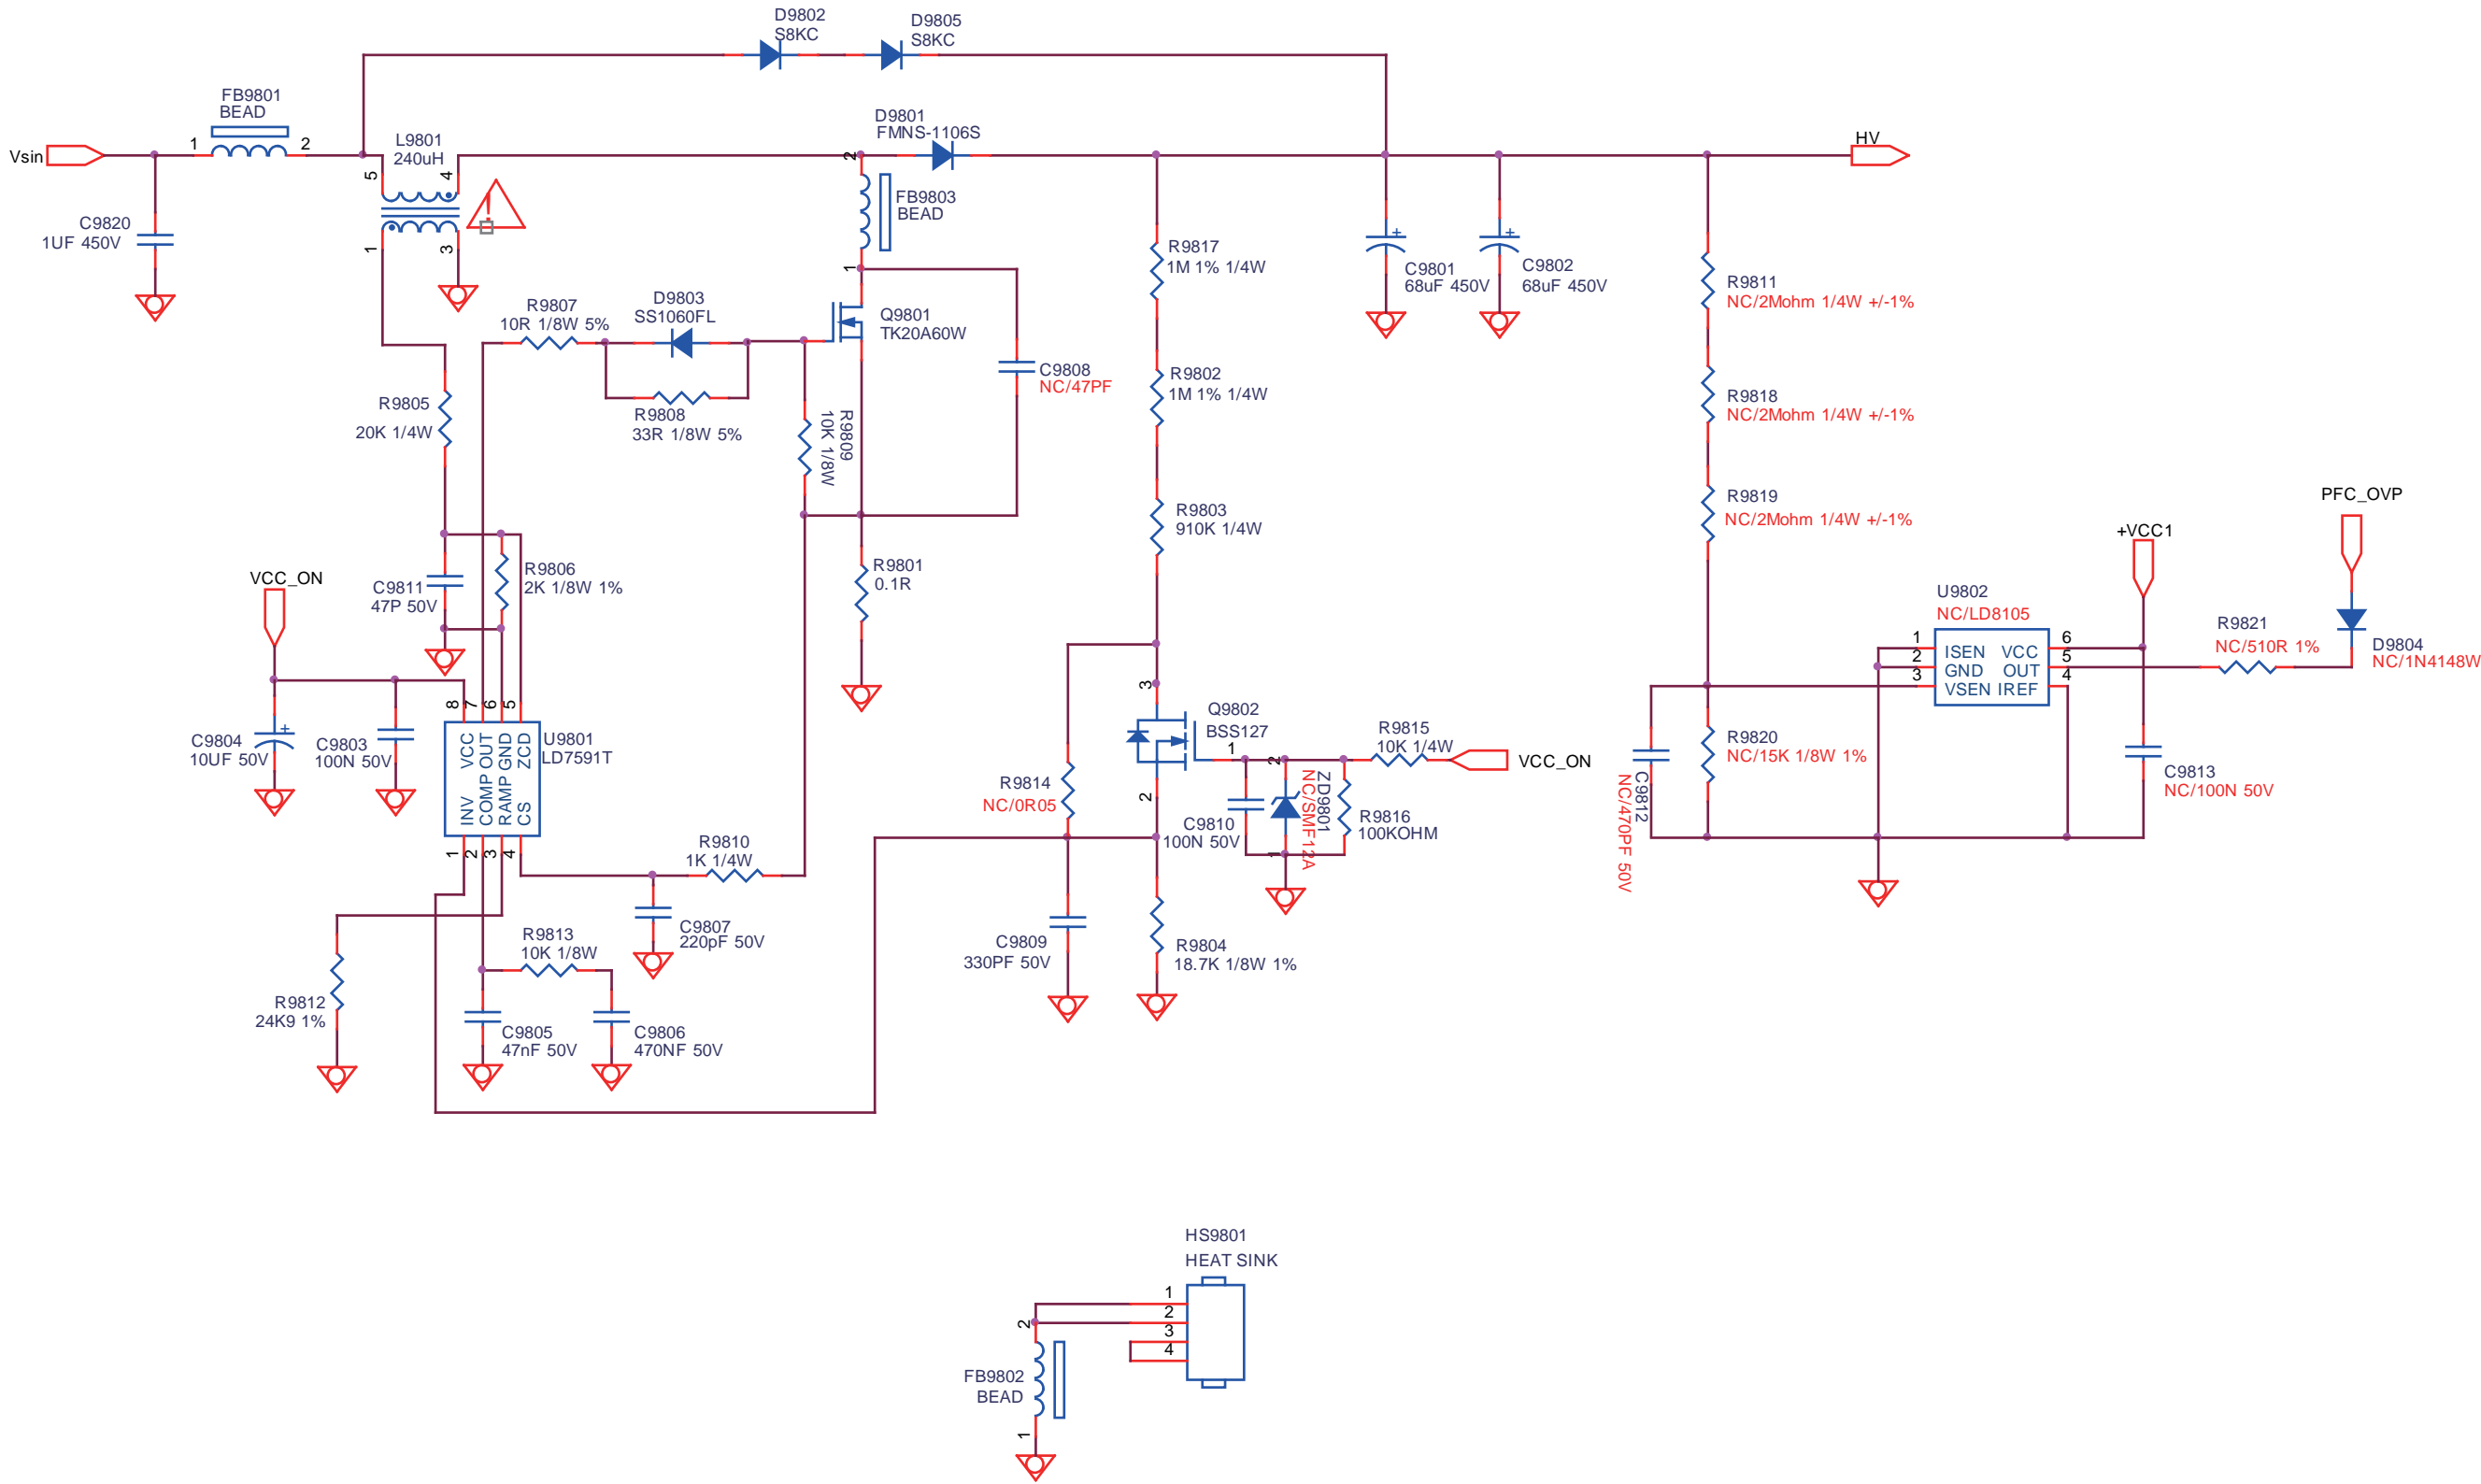 D9802
S8KC
D9805
S8KC
FB9801
BEAD
1
2
Vsin
L9801
240uH
5
4
1
3
C9820
1UF 450V
D9801
FMNS-1106S
2
FB9803
BEAD
1
HV
R9817
1M 1% 1/4W
C9801
68uF 450V
C9802
68uF 450V
R9811
NC/2Mohm 1/4W +/-1%
R9807
10R 1/8W 5%
D9803
SS1060FL
Q9801
TK20A60W
C9808
NC/47PF
R9802
1M 1% 1/4W
R9818
NC/2Mohm 1/4W +/-1%
R9805
20K 1/4W
R9808
33R 1/8W 5%
R9809
10K 1/8W
R9803
910K 1/4W
R9819
NC/2Mohm 1/4W +/-1%
PFC_OVP
+VCC1
VCC_ON
C9811
47P 50V
R9806
2K 1/8W 1%
R9801
0.1R
U9802
NC/LD8105
1
2
3
ISEN
GND
VSEN
VCC
OUT
IREF
6
5
4
R9821
NC/510R 1%
D9804
NC/1N4148W
C9804
10UF 50V
C9803
100N 50V
8
7
6
5
U9801
LD7591T
VCC
OUT
GND
ZCD
INV
COMP
RAMP
CS
1
2
3
4
3
Q9802
BSS127
1
2
R9815
10K 1/4W
VCC_ON
R9814
NC/0R05
C9810
100N 50V
2
1
ZD9801
NC/SMF12A
R9816
100KOHM
C9812
NC/470PF 50V
R9820
NC/15K 1/8W 1%
C9813
NC/100N 50V
R9810
1K 1/4W
C9807
220pF 50V
R9813
10K 1/8W
C9809
330PF 50V
R9804
18.7K 1/8W 1%
R9812
24K9 1%
C9805
47nF 50V
C9806
470NF 50V
HS9801
HEAT SINK
1
2
3
4
2
FB9802
BEAD
1